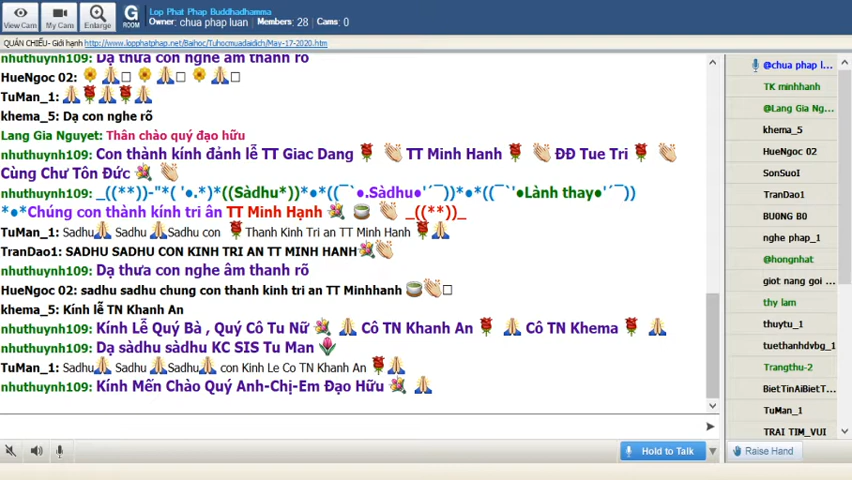 View Cam
My Cam
Enlarge
G
ROOM
Lop Phat Phap Buddhadhamma
Owner: chua phap luan Members: 28 Cams: 0
QUÁN CHIẾU- Giới hạnh http://www.lopphatphap.net/Baihoc/Tuhocmuadaidich/May-17-2020.htm
nhuthuynh109: Dạ thưa con nghe âm thanh rõ
HueNgoc 02: 🌼🙏□ 🌼🙏□ 🌼🙏□
TuMan_1: 🙏🌹🙏🌹🙏
khema_5: Dạ con nghe rõ
Lang Gia Nguyet: Thân chào quý đạo hữu
nhuthuynh109: Con thành kính đảnh lễ TT Giac Dang 🌹 👏 TT Minh Hanh 🌹 👏 ĐĐ Tue Tri 🌹 👏
Cùng Chư Tôn Đức 💐 👏
nhuthuynh109: _((**))-"*( '●.*)*((Sàdhu*))*●*((¯`●.Sàdhu●'´¯))*●*((¯`'●Lành thay●'´¯))
*●*Chúng con thành kính tri ân TT Minh Hạnh 💐 🍵 👏 _((**))_
TuMan_1: Sadhu🙏 Sadhu 🙏Sadhu con 🌹Thanh Kinh Tri an TT Minh Hanh 🌹🙏
TranDao1: SADHU SADHU CON KINH TRI AN TT MINH HANH💐👏
nhuthuynh109: Dạ thưa con nghe âm thanh rõ
HueNgoc 02: sadhu sadhu chung con thanh kinh tri an TT Minhhanh 🍵👏□
khema_5: Kính lễ TN Khanh An
nhuthuynh109: Kính Lễ Quý Bà , Quý Cô Tu Nữ 💐 🙏 Cô TN Khanh An 🌹 🙏 Cô TN Khema 🌹 🙏
nhuthuynh109: Dạ sàdhu sàdhu KC SIS Tu Man 🌷
TuMan_1: Sadhu🙏 Sadhu 🙏 Sadhu🙏 con Kinh Le Co TN Khanh An 🌹🙏
nhuthuynh109: Kính Mến Chào Quý Anh-Chị-Em Đạo Hữu 💐 🙏
Hold to Talk
@chua phap l...
TK minhhanh
@Lang Gia Ng...
khema_5
HueNgoc 02
SonSuoI
TranDao1
BU0NG B0
nghe phap_1
@hongnhat
giot nang goi ...
thy lam
thuytu_1
tuethanhdvbg_1
Trangthu-2
BietTinAiBietT...
TuMan_1
TRAI TIM_VUI
Raise Hand